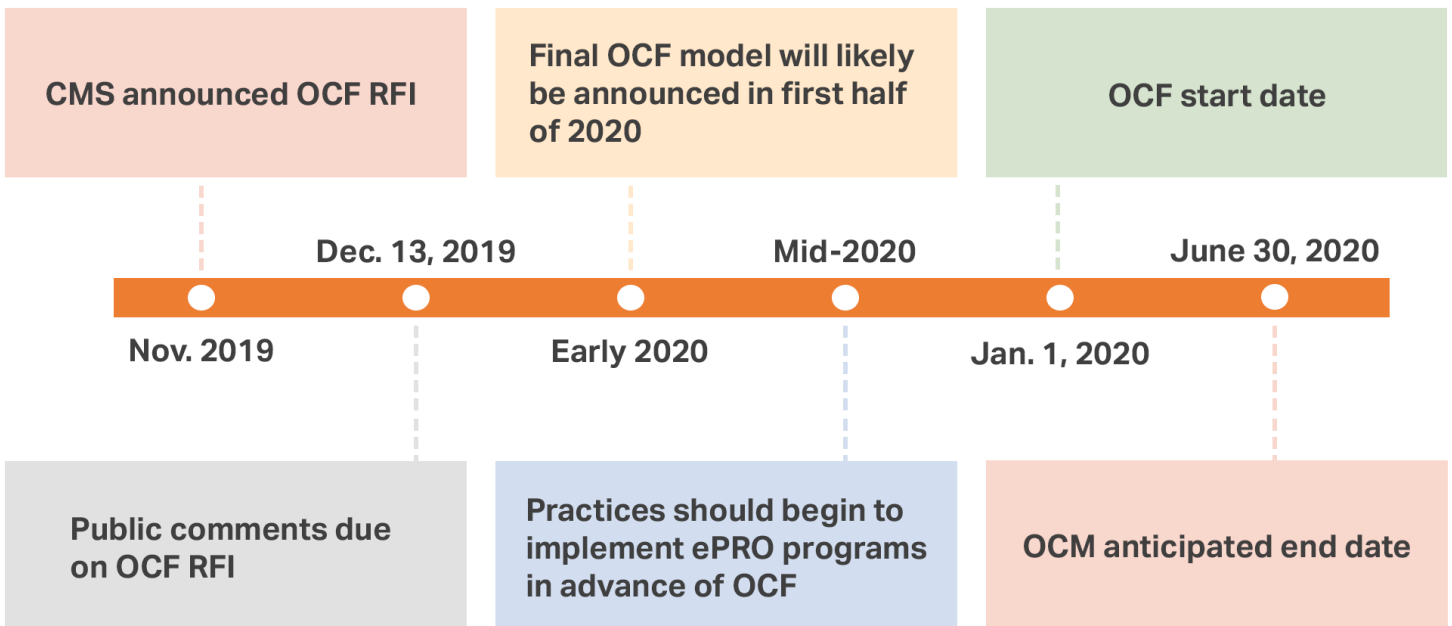 CMS announced OCF RFI
Final OCF model will likely
be announced in first half
of 2020
OCF start date
Dec. 13, 2019
Mid-2020
June 30, 2020
Nov. 2019
Early 2020
Jan. 1, 2020
Public comments due
on OCF RFI
Practices should begin to
implement ePRO programs
in advance of OCF
OCM anticipated end date